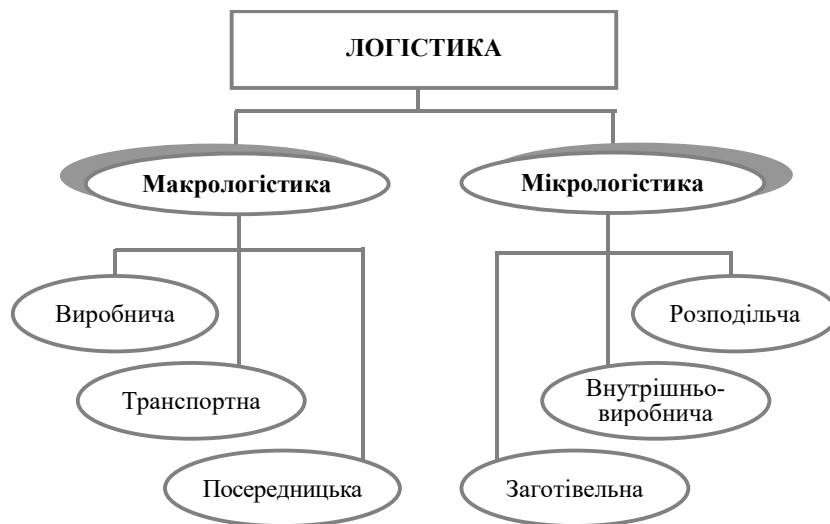 ЛОГІСТИКА
Макрологістика
Мікрологістика
Виробнича
Розподільча
Транспортна
Внутрішньо-
виробнича
Посередницька
Заготівельна